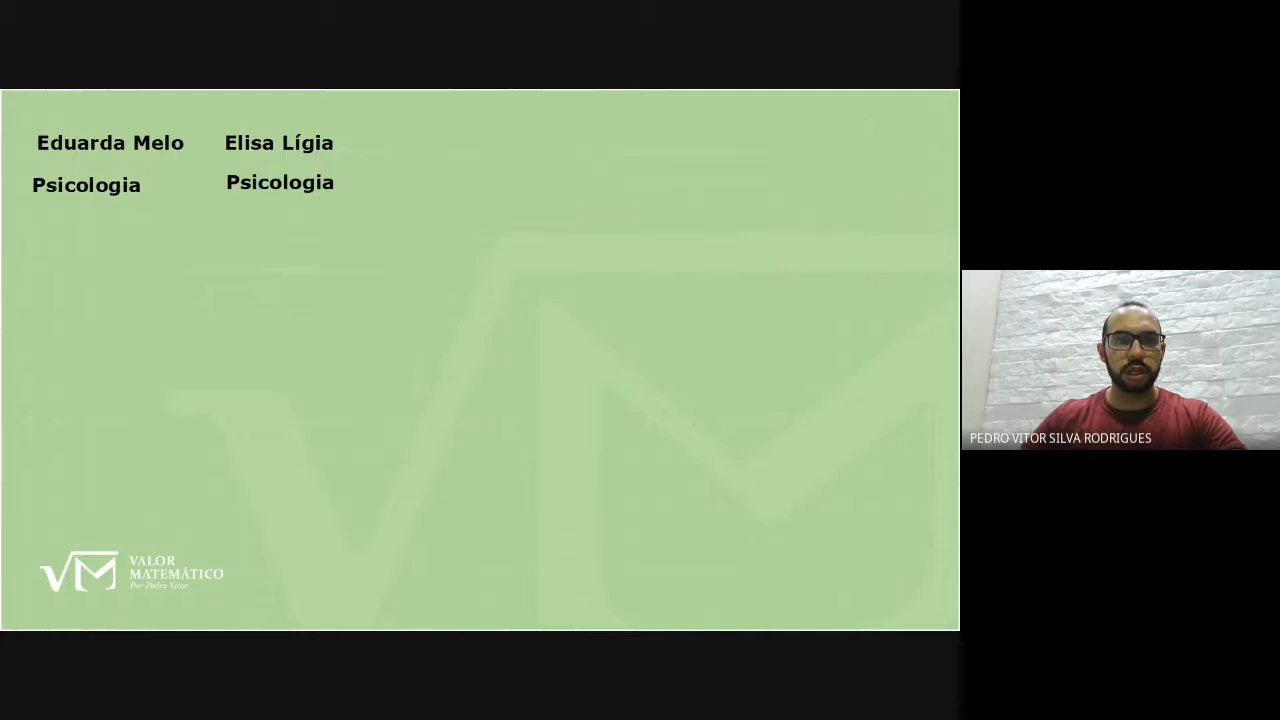 Eduarda Melo
Elisa Lígia
Psicologia
Psicologia
PEDRO VITOR SILVA RODRIGUES
VALOR
MATEMÁTICO
Por Pedro Vitor